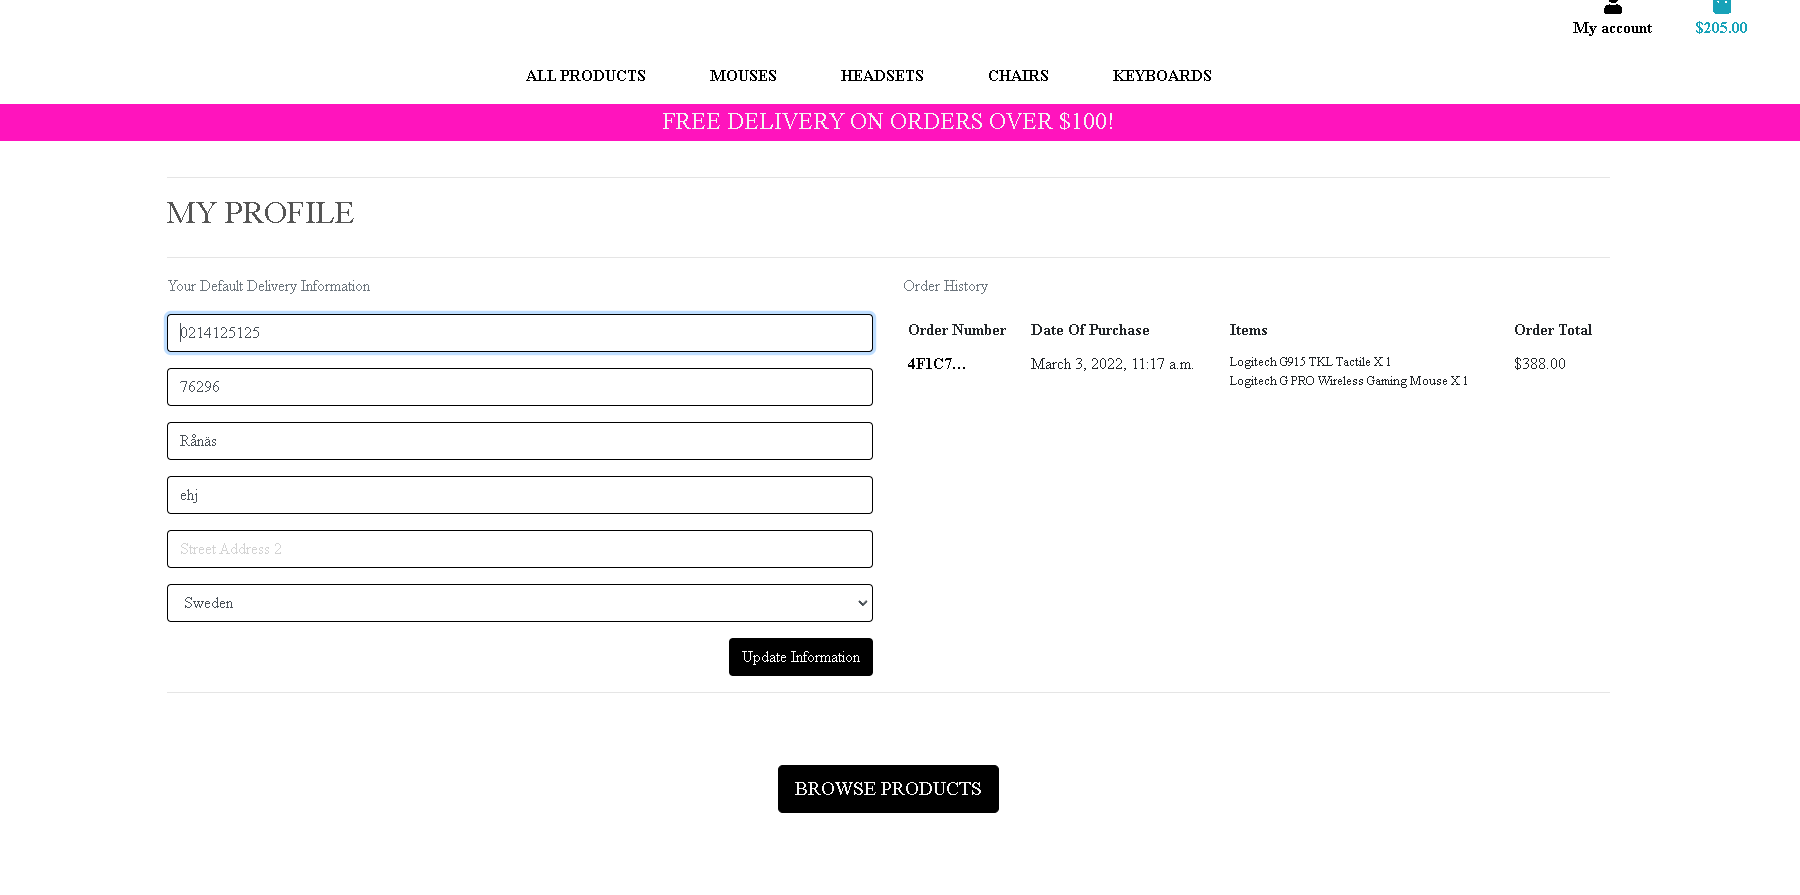 My account
$205.00
ALL PRODUCTS MOUSES HEADSETS CHAIRS KEYBOARDS
FREE DELIVERY ON ORDERS OVER $100!
MY PROFILE
Your Default Delivery Information
0214125125
76296
Rånäs
ehj
Street Address 2
Sweden
Update Information
Order History
Order Number Date Of Purchase Items Order Total
4F1C7... March 3, 2022, 11:17 a.m. Logitech G915 TKL Tactile X 1 $388.00
Logitech G PRO Wireless Gaming Mouse X 1
BROWSE PRODUCTS